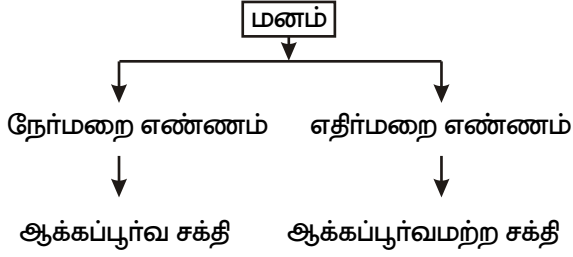 மனம்
நேர்மறை எண்ணம் எதிர்மறை எண்ணம்
ஆக்கப்பூர்வ சக்தி ஆக்கப்பூர்வமற்ற சக்தி